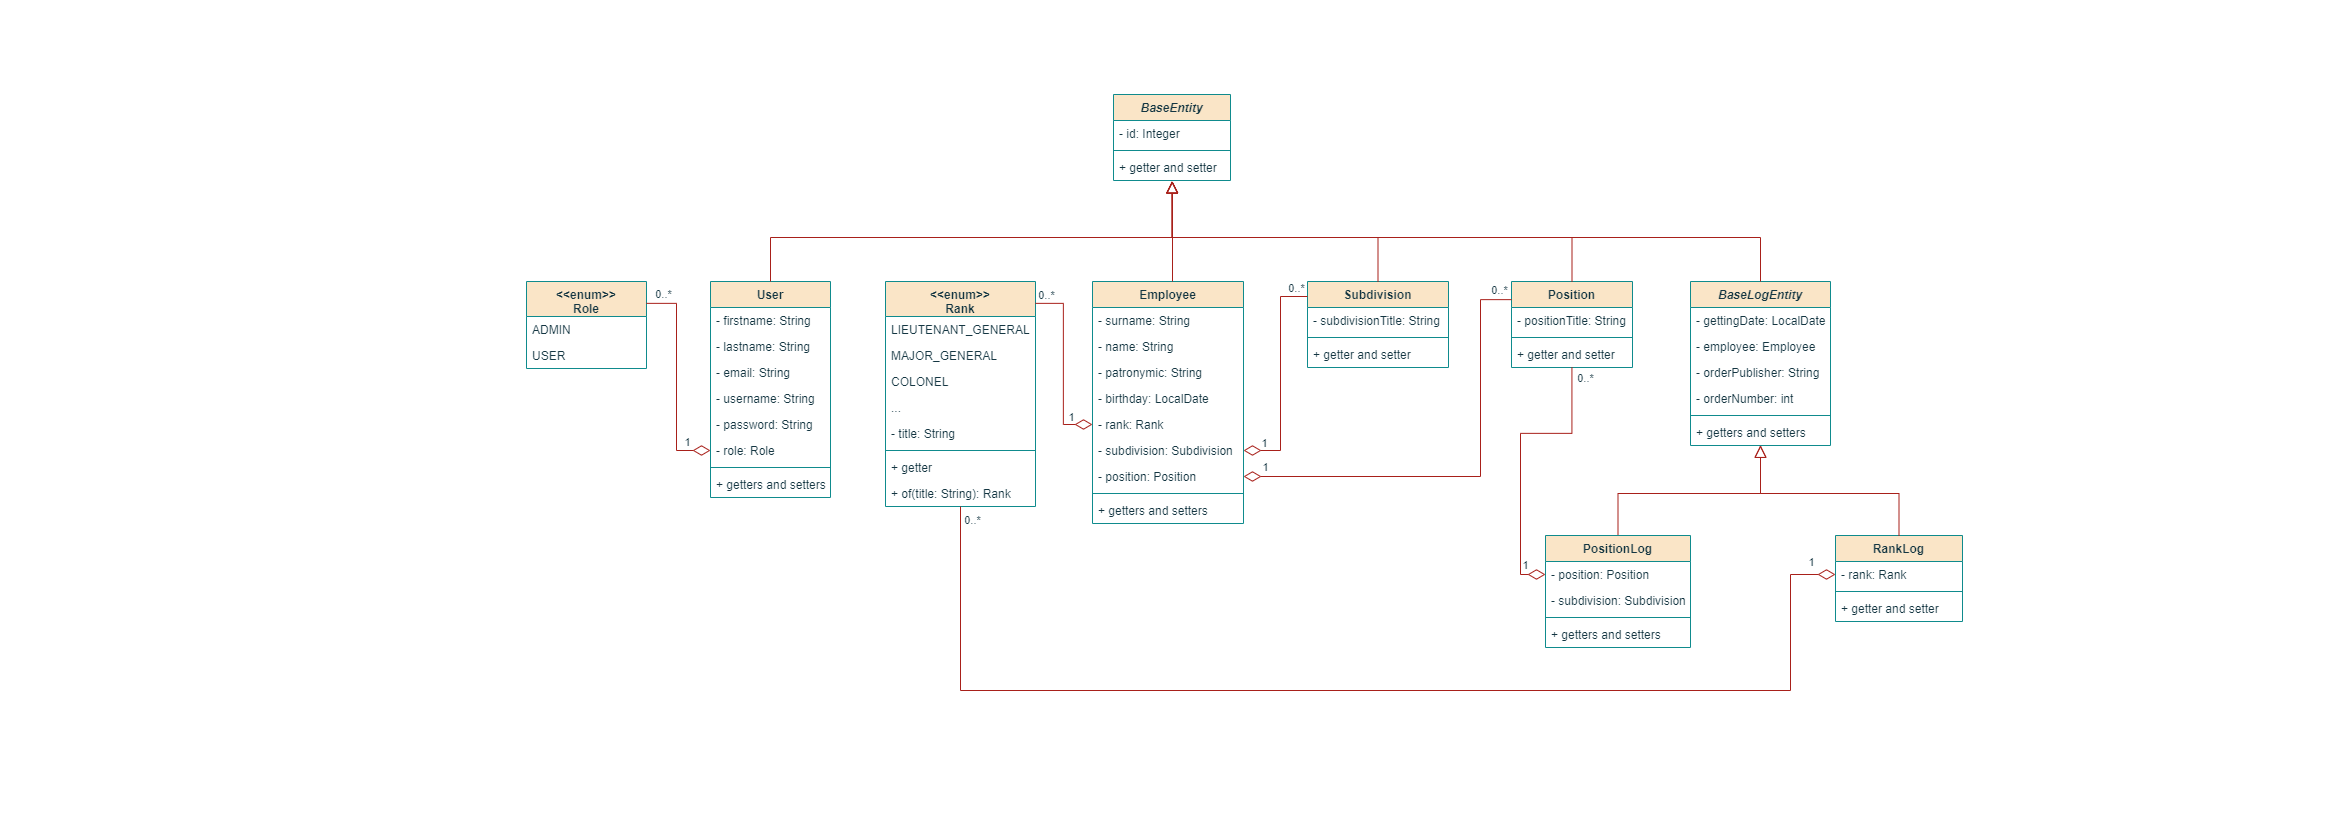 BaseEntity
- id: Integer
+ getter and setter
<<enum>>
Role
ADMIN
USER
0..*
1
User
- firstname: String
- lastname: String
- email: String
- username: String
- password: String
- role: Role
+ getters and setters
<<enum>>
Rank
LIEUTENANT_GENERAL
MAJOR_GENERAL
COLONEL
...
- title: String
+ getter
+ of(title: String): Rank
0..*
0..*
1
Employee
- surname: String
- name: String
- patronymic: String
- birthday: LocalDate
- rank: Rank
- subdivision: Subdivision
- position: Position
+ getters and setters
1
1
0..*
Subdivision
- subdivisionTitle: String
+ getter and setter
0..*
Position
- positionTitle: String
+ getter and setter
0..*
BaseLogEntity
- gettingDate: LocalDate
- employee: Employee
- orderPublisher: String
- orderNumber: int
+ getters and setters
1
PositionLog
- position: Position
- subdivision: Subdivision
+ getters and setters
1
RankLog
- rank: Rank
+ getter and setter